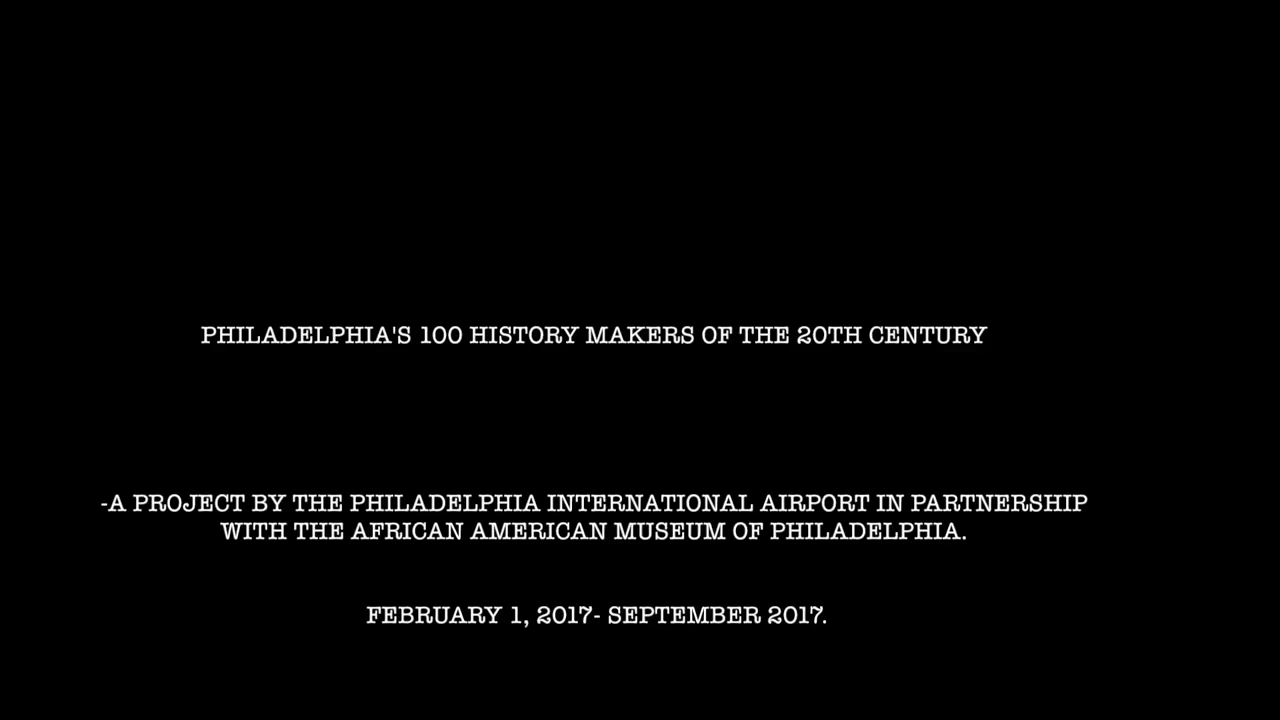 PHILADELPHIA'S 100 HISTORY MAKERS OF THE 20TH CENTURY
-A PROJECT BY THE PHILADELPHIA INTERNATIONAL AIRPORT IN PARTNERSHIP
WITH THE AFRICAN AMERICAN MUSEUM OF PHILADELPHIA.
FEBRUARY 1, 2017- SEPTEMBER 2017.